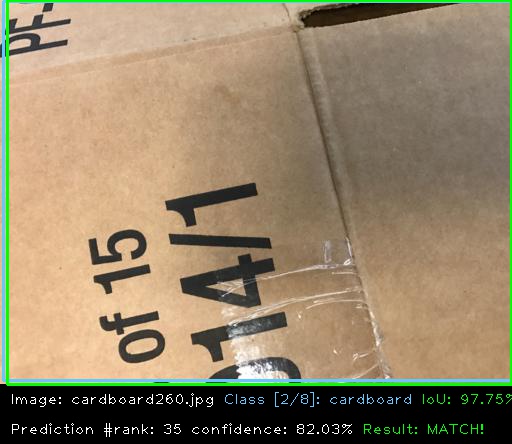 PF-
of 15
014/1
Image: cardboard260.jpg Class [2/8]: cardboard IoU: 97.75%
Prediction #rank: 35 confidence: 82.03% Result: MATCH!